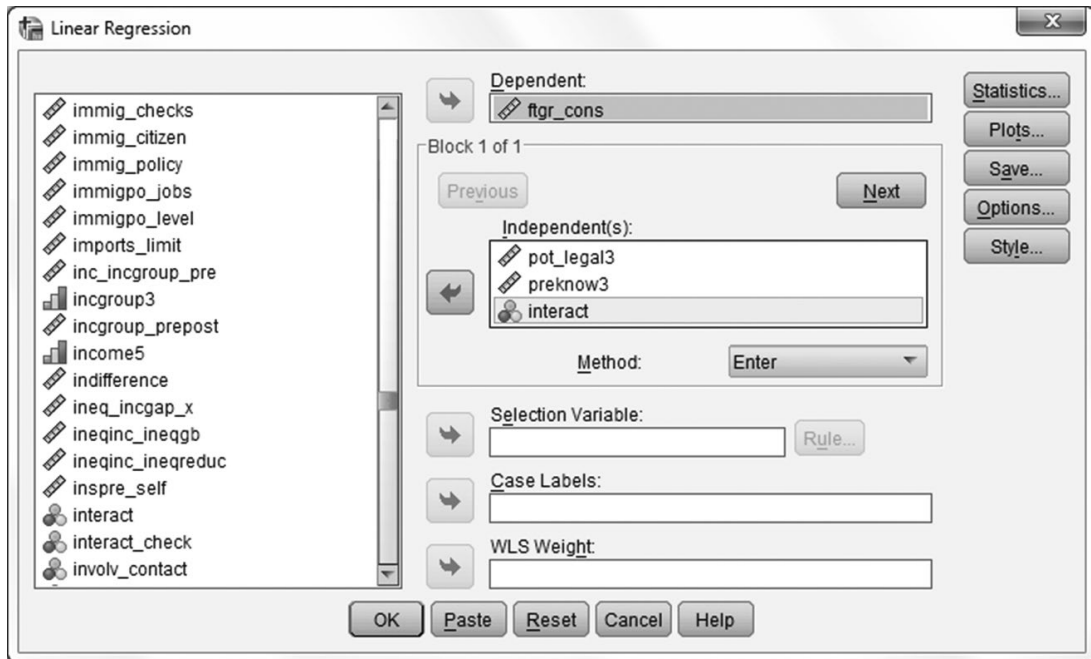 Linear Regression
immig_checks
immig_citizen
immig_policy
immigpo_jobs
immigpo_level
imports_limit
inc_incgroup_pre
incgroup3
incgroup_prepost
income5
indifference
ineq_incgap_x
ineqinc_ineqgb
ineqinc_ineqreduc
inspre_self
interact
interact_check
involv_contact
Dependent:
ftgr_cons
Block 1 of 1
Previous
Next
Independent(s):
pot_legal3
preknow3
interact
Method:
Enter
Selection Variable:
Rule...
Case Labels:
WLS Weight:
Statistics...
Plots...
Save...
Options...
Style...
OK
Paste
Reset
Cancel
Help